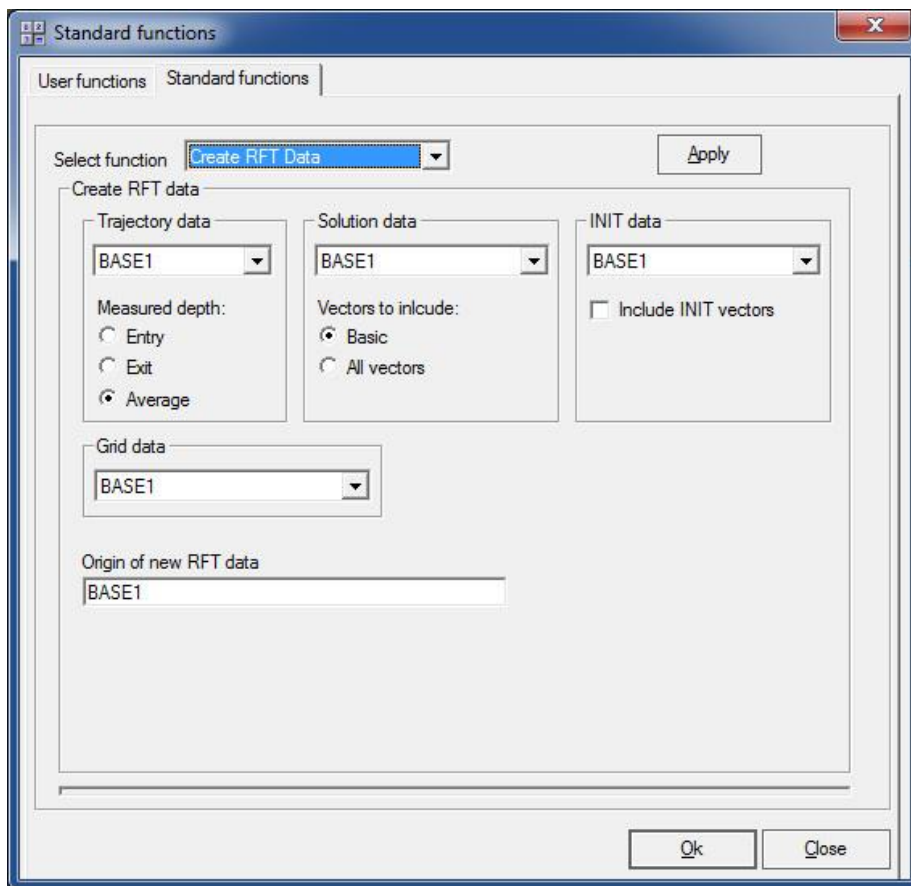 Standard functions
User functions Standard functions
Select function Create RFT Data Apply
Create RFT data
Trajectory data Solution data INIT data
BASE1 BASE1 BASE1
Measured depth: Vectors to inlcude: Include INIT vectors
Entry Basic
Exit All vectors
Average
Grid data
BASE1
Origin of new RFT data
BASE1
Ok Close